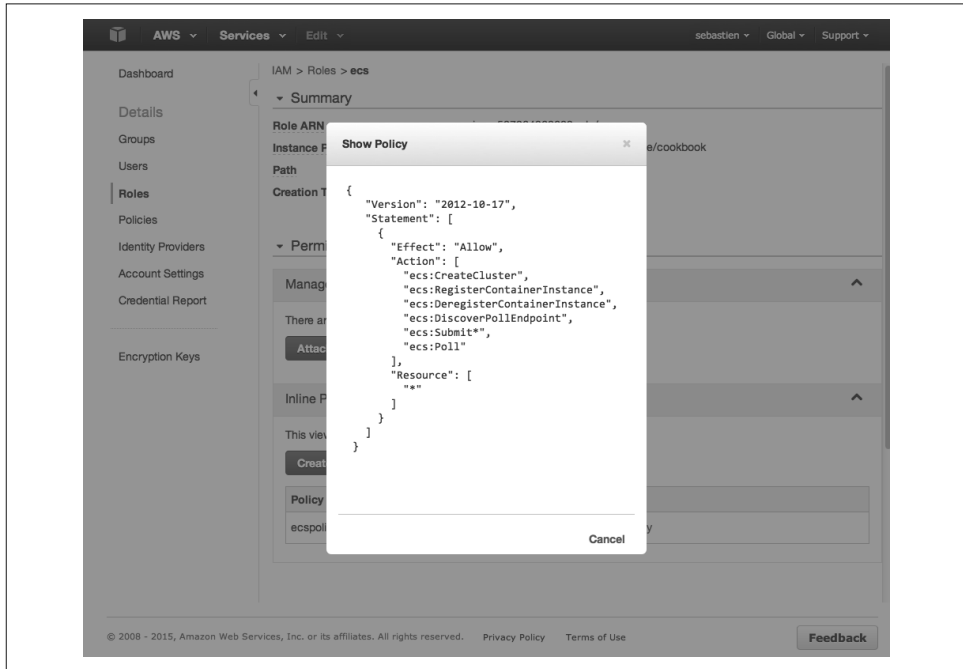 AWS Services Edit sebastien Global Support
Dashboard
Details
Groups
Users
Roles
Policies
Identity Providers
Account Settings
Credential Report
Encryption Keys
IAM > Roles > ecs
Summary
Role ARN
Instance
Path
Creation
e/cookbook
Show Policy ×
{
"Version": "2012-10-17",
"Statement": [
{
"Effect": "Allow",
"Action": [
"ecs:CreateCluster",
"ecs:RegisterContainerInstance",
"ecs:DeregisterContainerInstance",
"ecs:DiscoverPollEndpoint",
"ecs:Submit*",
"ecs:Poll"
],
"Resource": [
"*"
]
}
]
}
Cancel
Permi
Manag
There ar
Attac
Inline P
This view
Creat
Policy
ecspoli y
© 2008 - 2015, Amazon Web Services, Inc. or its affiliates. All rights reserved. Privacy Policy Terms of Use Feedback